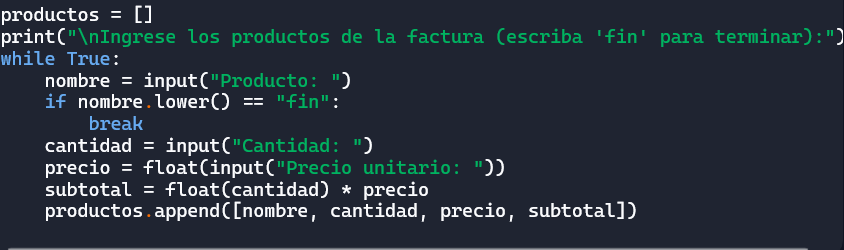 productos = []
print("\nIngrese los productos de la factura (escriba 'fin' para terminar):")
while True:
    nombre = input("Producto: ")
    if nombre.lower() == "fin":
        break
    cantidad = input("Cantidad: ")
    precio = float(input("Precio unitario: "))
    subtotal = float(cantidad) * precio
    productos.append([nombre, cantidad, precio, subtotal])